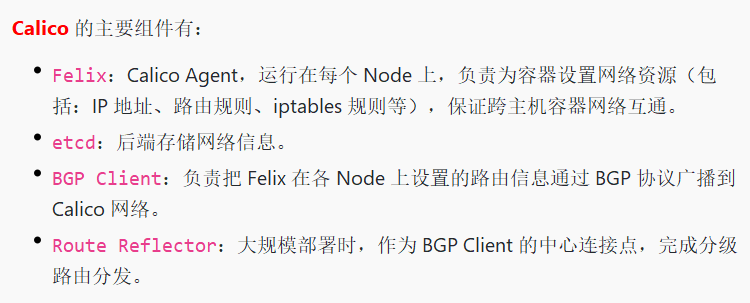 Calico 的主要组件有：
Felix：Calico Agent，运行在每个 Node 上，负责为容器设置网络资源（包
括：IP 地址、路由规则、iptables 规则等），保证跨主机容器网络互通。
etcd：后端存储网络信息。
BGP Client：负责把 Felix 在各 Node 上设置的路由信息通过 BGP 协议广播到
Calico 网络。
Route Reflector：大规模部署时，作为 BGP Client 的中心连接点，完成分级
路由分发。